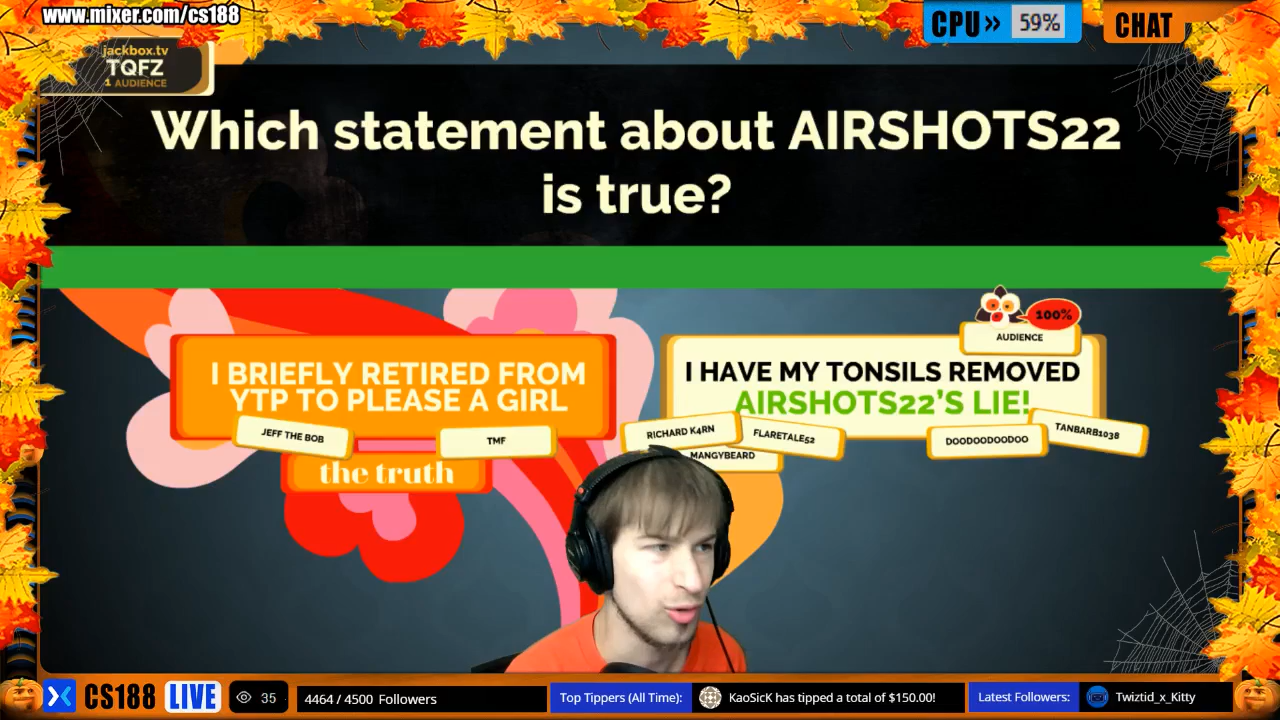 www.mixer.com/cs188
CPU»
59%
CHAT
jackbox.tv
TQFZ
1 AUDIENCE
Which statement about AIRSHOTS22
is true?
100%
AUDIENCE
I BRIEFLY RETIRED FROM
YTP TO PLEASE A GIRL
JEFF THE BOB
TMF
the truth
I HAVE MY TONSILS REMOVED
AIRSHOTS22'S LIE!
RICHARD K4RN
FLARETALE52
MANGYBEARD
DOODOODOODOO
TANBARB1038
CS188 LIVE
35
4464 / 4500 Followers
Top Tippers (All Time):
KaoSicK has tipped a total of $150.00!
Latest Followers:
Twiztid_x_Kitty